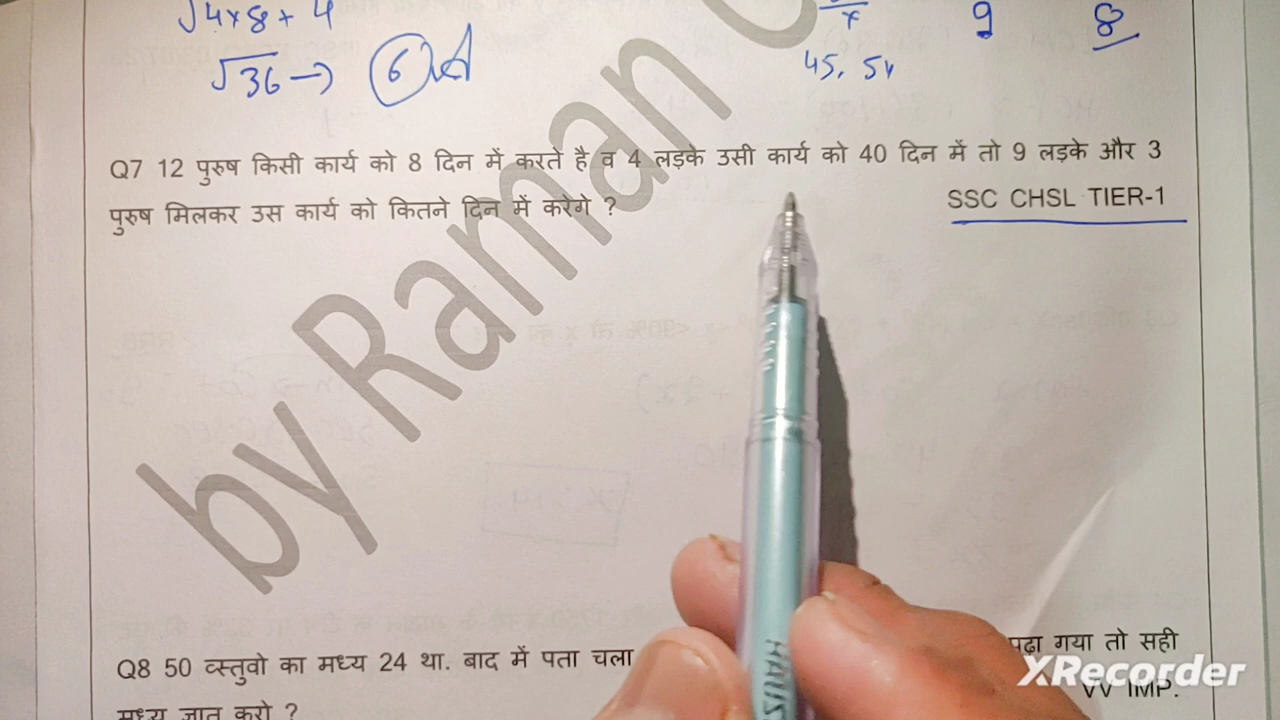 √4×8+4
√36 → 6
45, 54
9
8
Q7 12 पुरुष किसी कार्य को 8 दिन में करते है व 4 लड़के उसी कार्य को 40 दिन में तो 9 लड़के और 3
पुरुष मिलकर उस कार्य को कितने दिन में करेगे ?
SSC CHSL TIER-1
by Raman
Q8 50 वस्तुवो का मध्य 24 था. बाद में पता चला पढ़ा गया तो सही
मध्य ज्ञात करो ?
VV IMP.
XRecorder